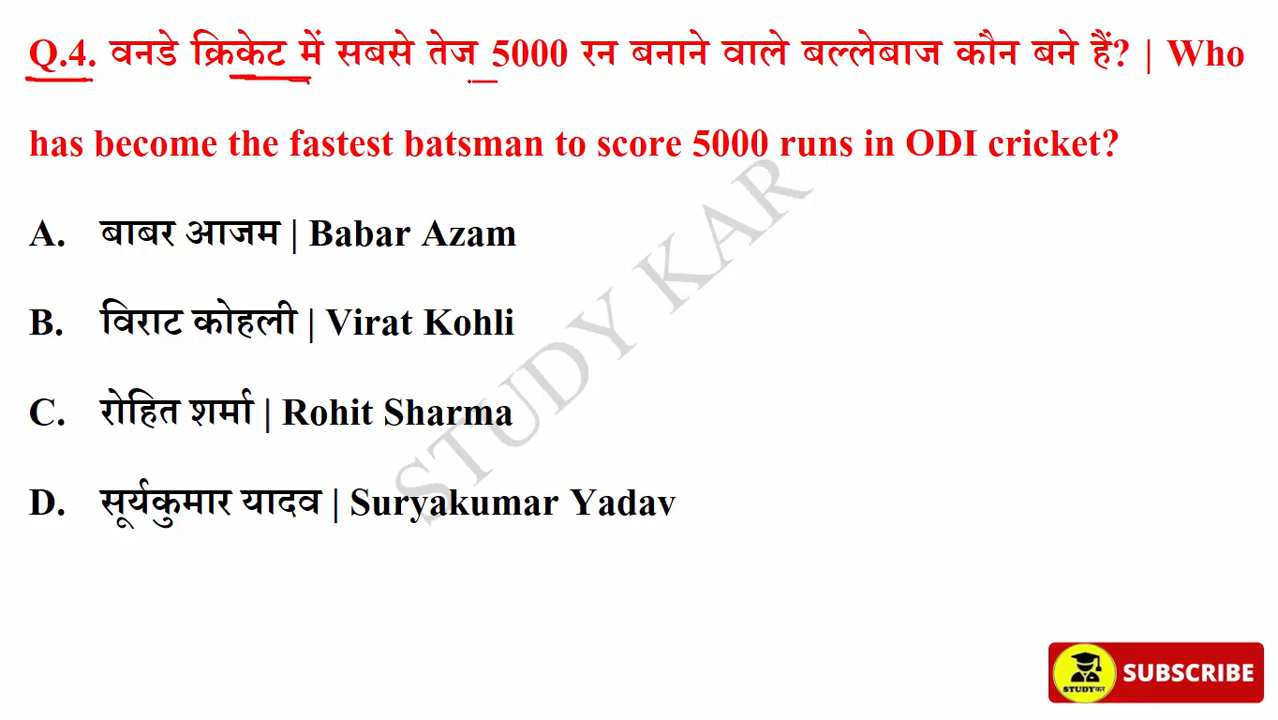 Q.4. वनडे क्रिकेट में सबसे तेज 5000 रन बनाने वाले बल्लेबाज कौन बने हैं? | Who
has become the fastest batsman to score 5000 runs in ODI cricket?
A. बाबर आजम | Babar Azam
B. विराट कोहली | Virat Kohli
C. रोहित शर्मा | Rohit Sharma
D. सूर्यकुमार यादव | Suryakumar Yadav
STUDY KAR
STUDYकर
SUBSCRIBE